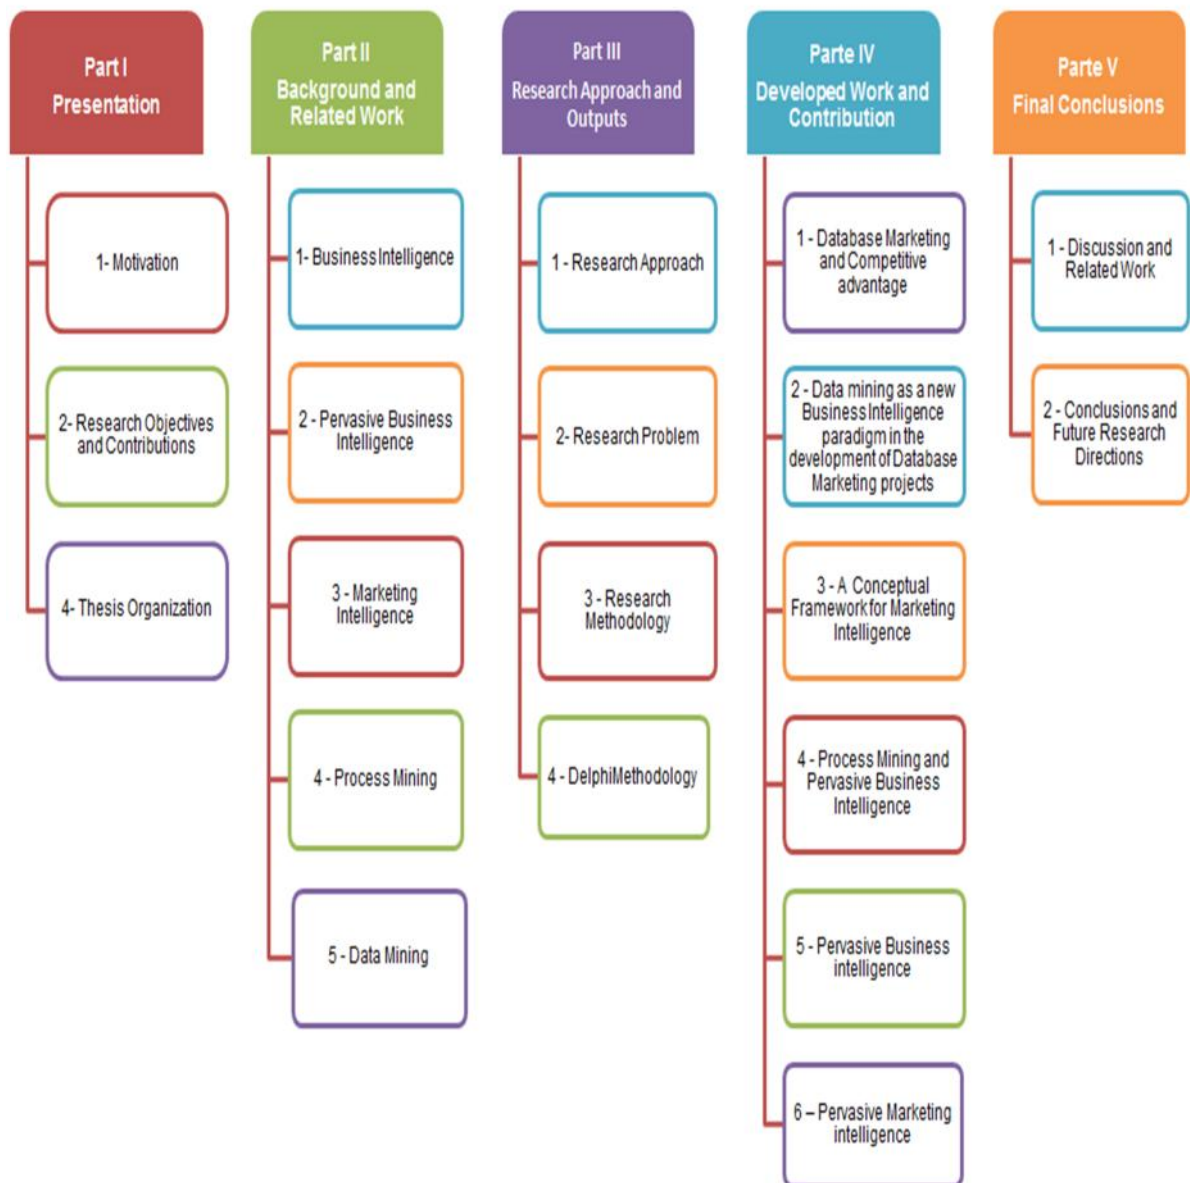 Part I
Presentation
1- Motivation
2- Research Objectives
and Contributions
4- Thesis Organization
Part II
Background and
Related Work
1- Business Intelligence
2 - Pervasive Business
Intelligence
3 - Marketing
Intelligence
4 - Process Mining
5 - Data Mining
Part III
Research Approach and
Outputs
1 - Research Approach
2- Research Problem
3 - Research
Methodology
4 - DelphiMethodology
Parte IV
Developed Work and
Contribution
1 - Database Marketing
and Competitive
advantage
2 - Data mining as a new
Business Intelligence
paradigm in the
development of Database
Marketing projects
3 - A Conceptual
Framework for Marketing
Intelligence
4 - Process Mining and
Pervasive Business
Intelligence
5 - Pervasive Business
intelligence
6 – Pervasive Marketing
intelligence
Parte V
Final Conclusions
1 - Discussion and
Related Work
2 - Conclusions and
Future Research
Directions